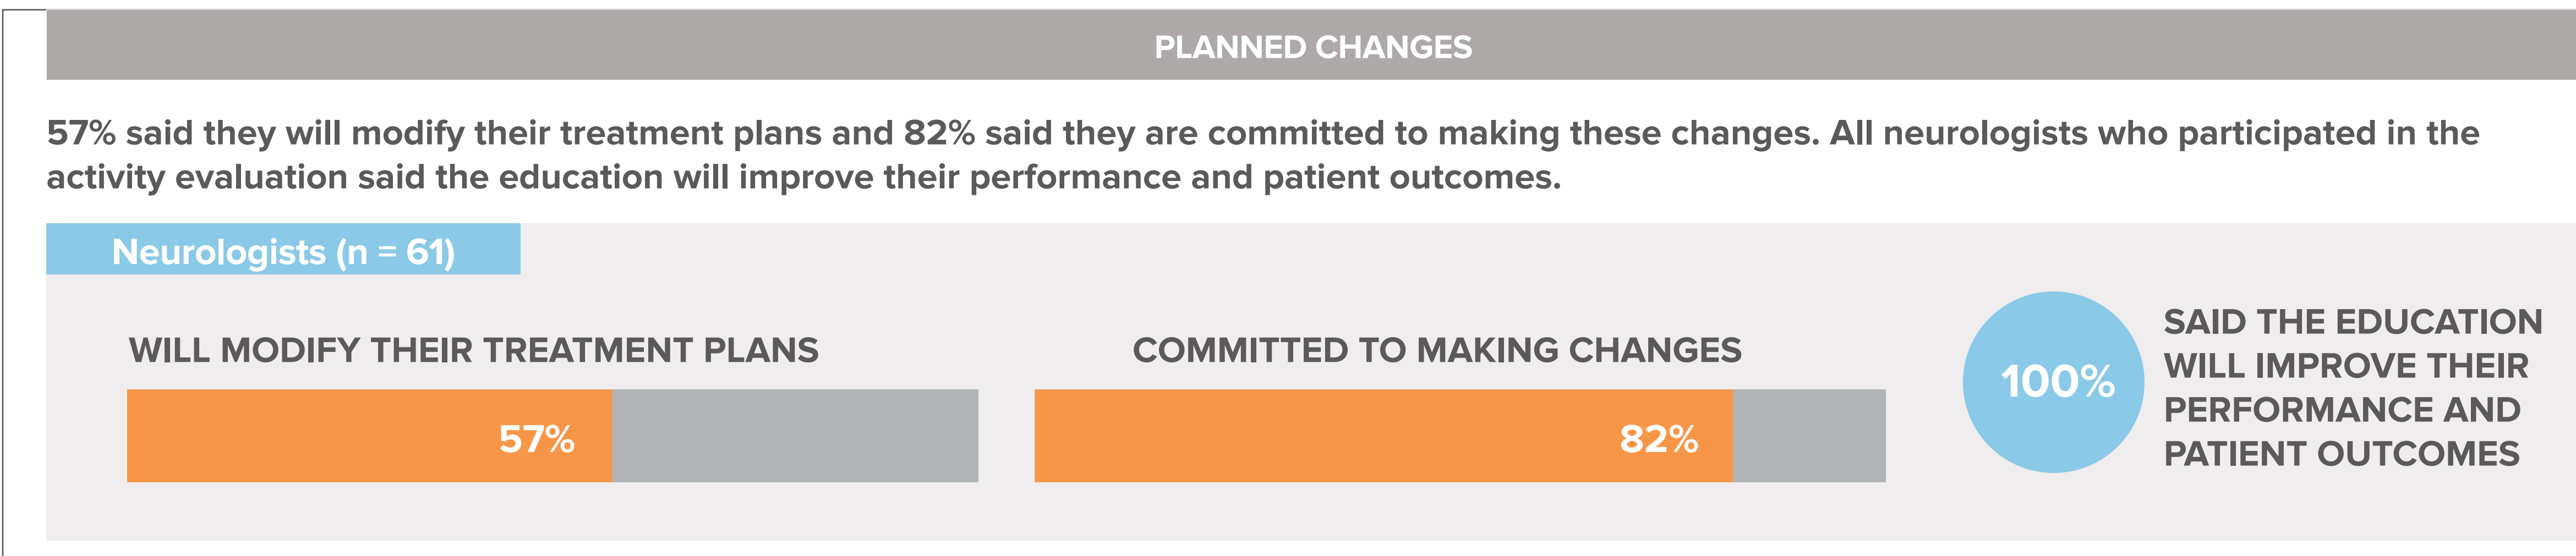 PLANNED CHANGES
57% said they will modify their treatment plans and 82% said they are committed to making these changes. All neurologists who participated in the
activity evaluation said the education will improve their performance and patient outcomes.
Neurologists (n = 61)
WILL MODIFY THEIR TREATMENT PLANS
57%
COMMITTED TO MAKING CHANGES
82%
100%
SAID THE EDUCATION
WILL IMPROVE THEIR
PERFORMANCE AND
PATIENT OUTCOMES